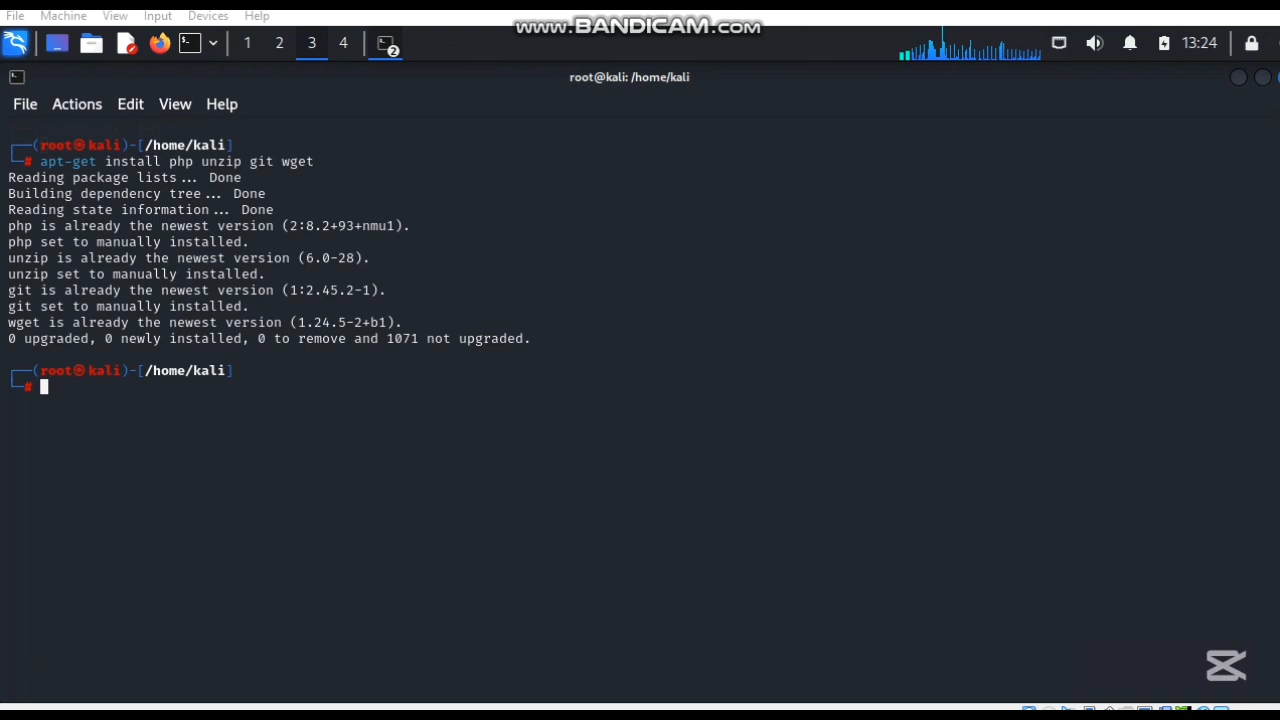 File Machine View Input Devices Help
www.BANDICAM.com
1 2 3 4 2 13:24
root@kali: /home/kali
File Actions Edit View Help
┌──(root㉿kali)-[/home/kali]
└─# apt-get install php unzip git wget
Reading package lists... Done
Building dependency tree... Done
Reading state information... Done
php is already the newest version (2:8.2+93+nmu1).
php set to manually installed.
unzip is already the newest version (6.0-28).
unzip set to manually installed.
git is already the newest version (1:2.45.2-1).
git set to manually installed.
wget is already the newest version (1.24.5-2+b1).
0 upgraded, 0 newly installed, 0 to remove and 1071 not upgraded.
┌──(root㉿kali)-[/home/kali]
└─#